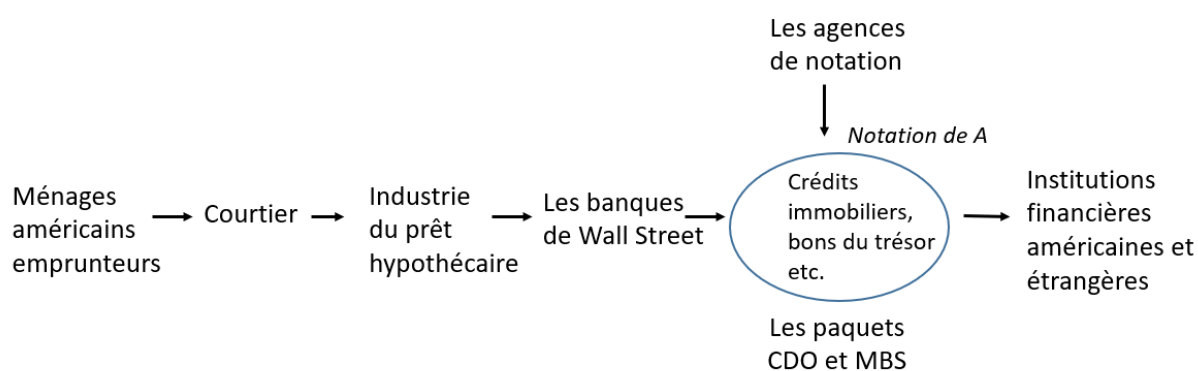 Les agences
de notation
Notation de A
Ménages
américains
emprunteurs
Courtier
Industrie
du prêt
hypothécaire
Les banques
de Wall Street
Crédits
immobiliers,
bons du trésor
etc.
Institutions
financières
américaines et
étrangères
Les paquets
CDO et MBS